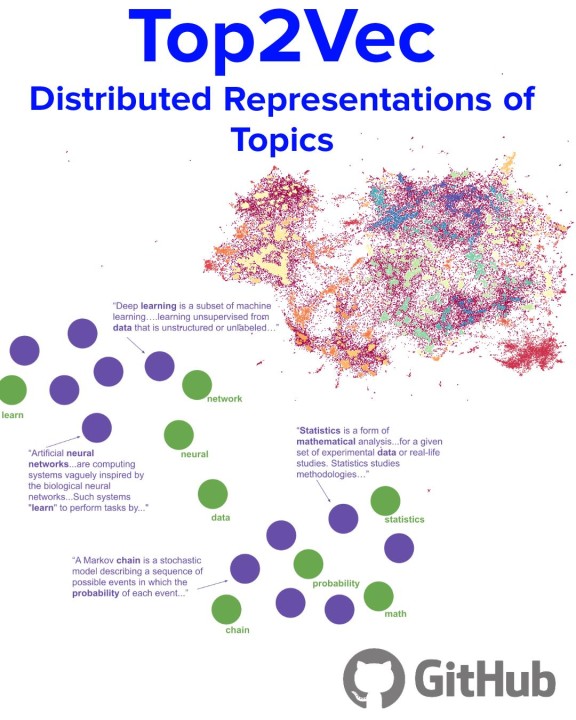 Top2Vec
Distributed Representations of
Topics
"Deep learning is a subset of machine
learning….learning unsupervised from
data that is unstructured or unlabeled…"
learn
network
neural
"Artificial neural
networks...are computing
systems vaguely inspired by
the biological neural
networks...Such systems
"learn" to perform tasks by..."
data
"Statistics is a form of
mathematical analysis...for a given
set of experimental data or real-life
studies. Statistics studies
methodologies…"
statistics
"A Markov chain is a stochastic
model describing a sequence of
possible events in which the
probability of each event..."
probability
math
chain
GitHub